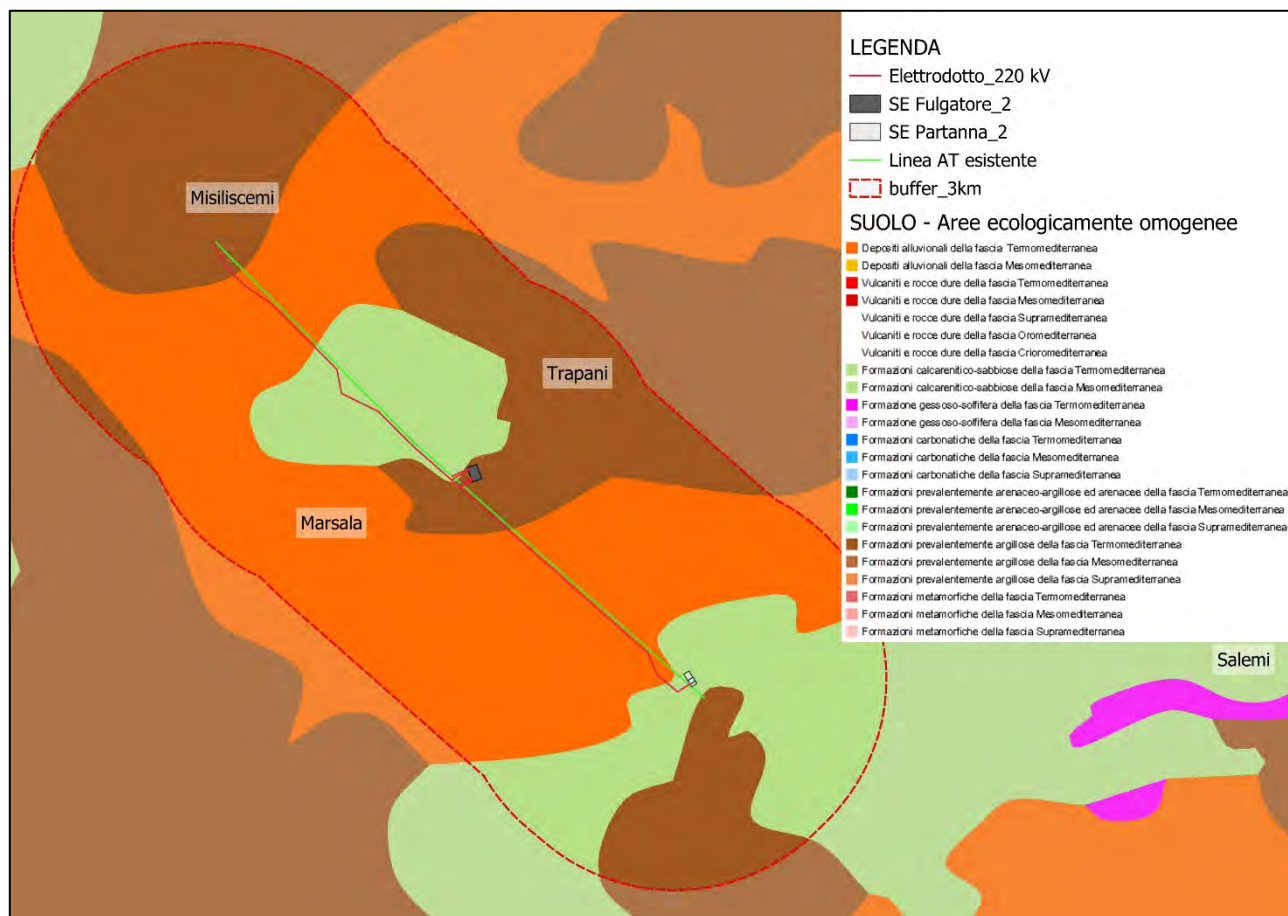 LEGENDA
Elettrodotto_220 kV
SE Fulgatore_2
SE Partanna_2
Linea AT esistente
buffer_3km
SUOLO - Aree ecologicamente omogenee
Depositi alluvionali della fascia Termomediterranea
Depositi alluvionali della fascia Mesomediterranea
Vulcaniti e rocce dure della fascia Termomediterranea
Vulcaniti e rocce dure della fascia Mesomediterranea
Vulcaniti e rocce dure della fascia Supramediterranea
Vulcaniti e rocce dure della fascia Oromediterranea
Vulcaniti e rocce dure della fascia Crioromediterranea
Formazioni calcarenitico-sabbiose della fascia Termomediterranea
Formazioni calcarenitico-sabbiose della fascia Mesomediterranea
Formazione gessoso-solfifera della fascia Termomediterranea
Formazione gessoso-solfifera della fascia Mesomediterranea
Formazioni carbonatiche della fascia Termomediterranea
Formazioni carbonatiche della fascia Mesomediterranea
Formazioni carbonatiche della fascia Supramediterranea
Formazioni prevalentemente arenaceo-argillose ed arenacee della fascia Termomediterranea
Formazioni prevalentemente arenaceo-argillose ed arenacee della fascia Mesomediterranea
Formazioni prevalentemente arenaceo-argillose ed arenacee della fascia Supramediterranea
Formazioni prevalentemente argillose della fascia Termomediterranea
Formazioni prevalentemente argillose della fascia Mesomediterranea
Formazioni prevalentemente argillose della fascia Supramediterranea
Formazioni metamorfiche della fascia Termomediterranea
Formazioni metamorfiche della fascia Mesomediterranea
Formazioni metamorfiche della fascia Supramediterranea
Misiliscemi
Trapani
Marsala
Salemi